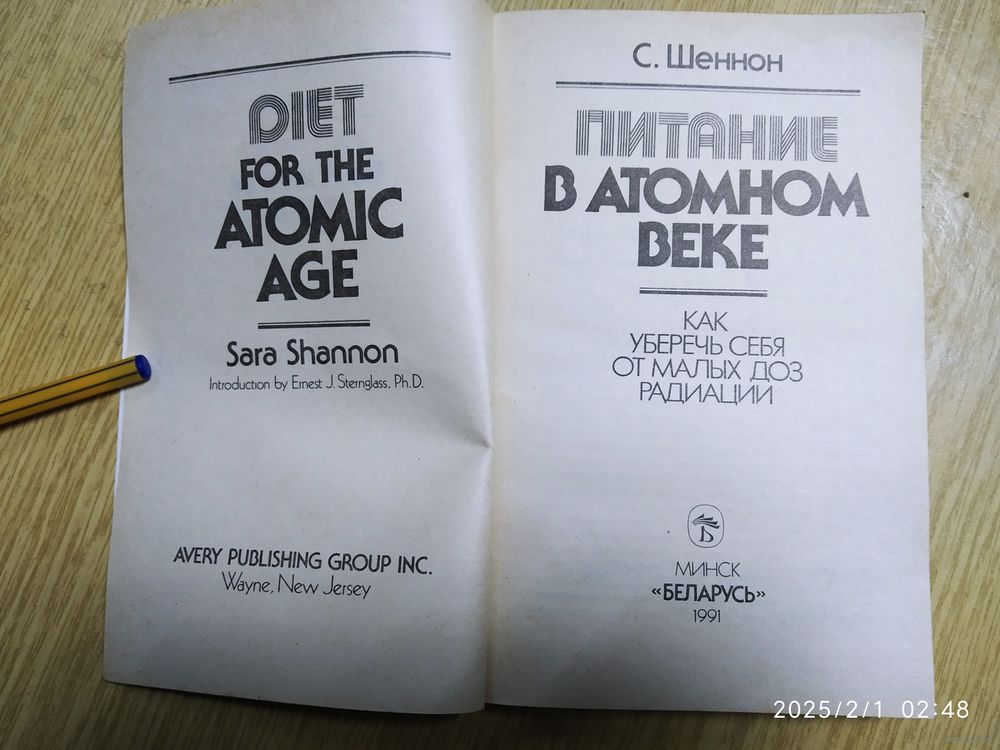 DIET
FOR THE
ATOMIC
AGE
Sara Shannon
Introduction by Ernest J. Sternglass, Ph.D.
AVERY PUBLISHING GROUP INC.
Wayne, New Jersey
С. Шеннон
ПИТАНИЕ
В АТОМНОМ
ВЕКЕ
КАК
УБЕРЕЧЬ СЕБЯ
ОТ МАЛЫХ ДОЗ
РАДИАЦИИ
МИНСК
«БЕЛАРУСЬ»
1991
2025/2/1 02:48